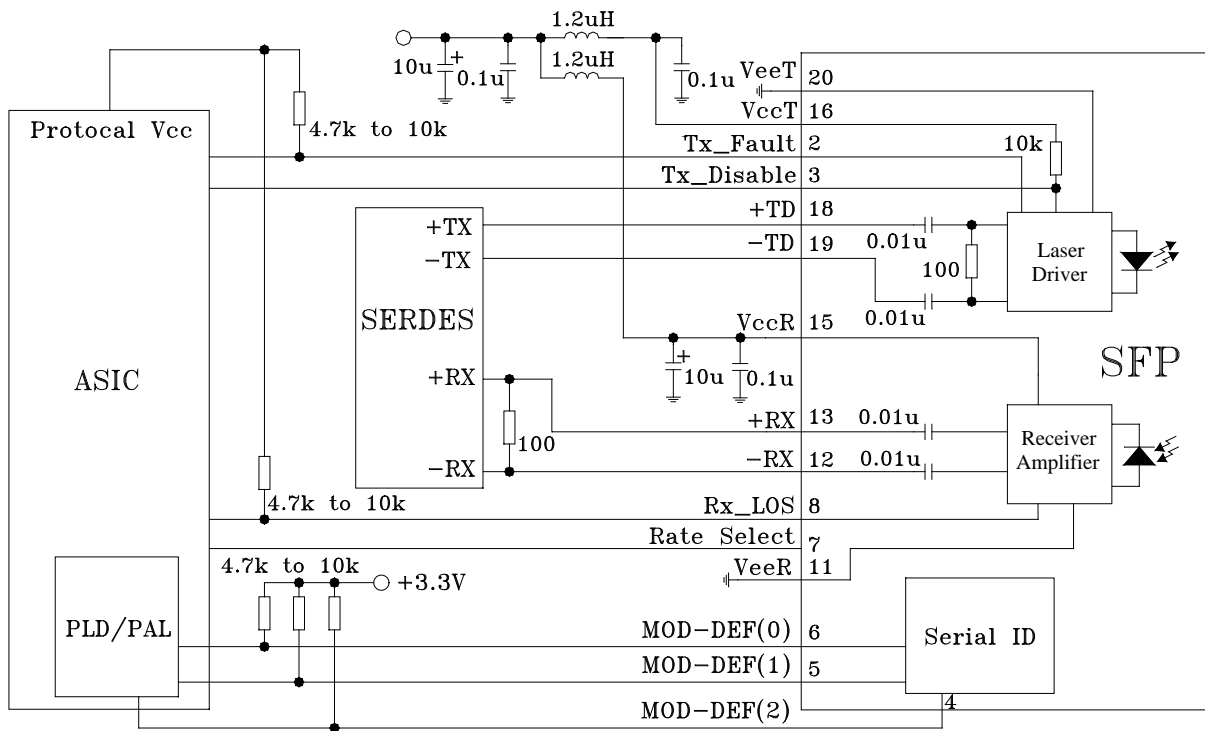 1.2uH
10u
+
0.1u
1.2uH
0.1u
VeeT 20
VccT 16
Protocal Vcc
4.7k to 10k
Tx_Fault 2
10k
Tx_Disable 3
+TD 18
-TD 19
0.01u
100
0.01u
Laser
Driver
+TX
-TX
SERDES
VccR 15
+
10u
0.1u
SFP
ASIC
+RX
100
-RX
+RX 13
0.01u
-RX 12
0.01u
Receiver
Amplifier
4.7k to 10k
Rx_LOS 8
Rate Select 7
4.7k to 10k
+3.3V
VeeR 11
PLD/PAL
MOD-DEF(0) 6
Serial ID
MOD-DEF(1) 5
MOD-DEF(2) 4